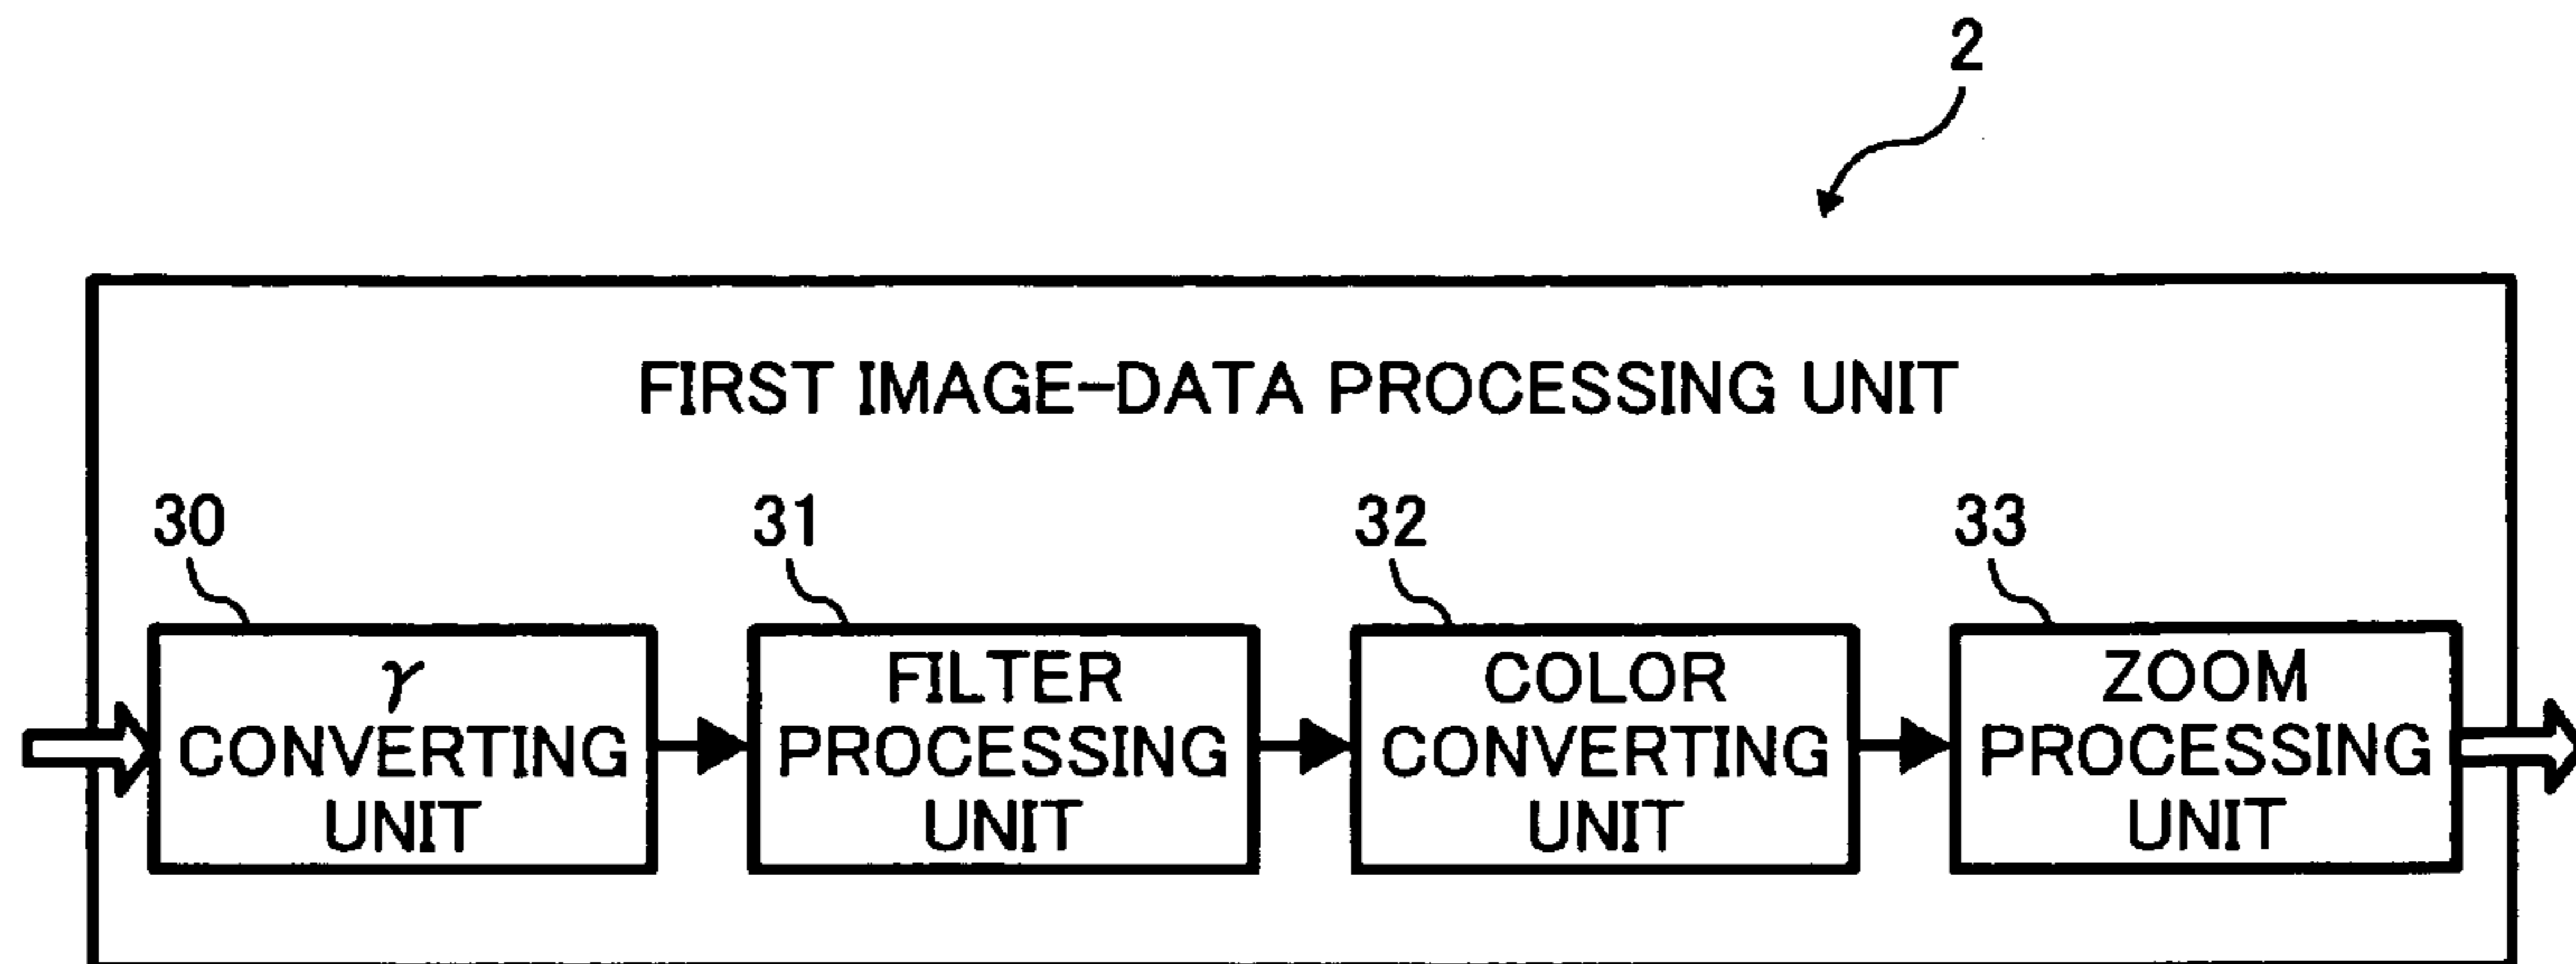 2
FIRST IMAGE-DATA PROCESSING UNIT
30
31
32
33
γ
CONVERTING
UNIT
FILTER
PROCESSING
UNIT
COLOR
CONVERTING
UNIT
ZOOM
PROCESSING
UNIT